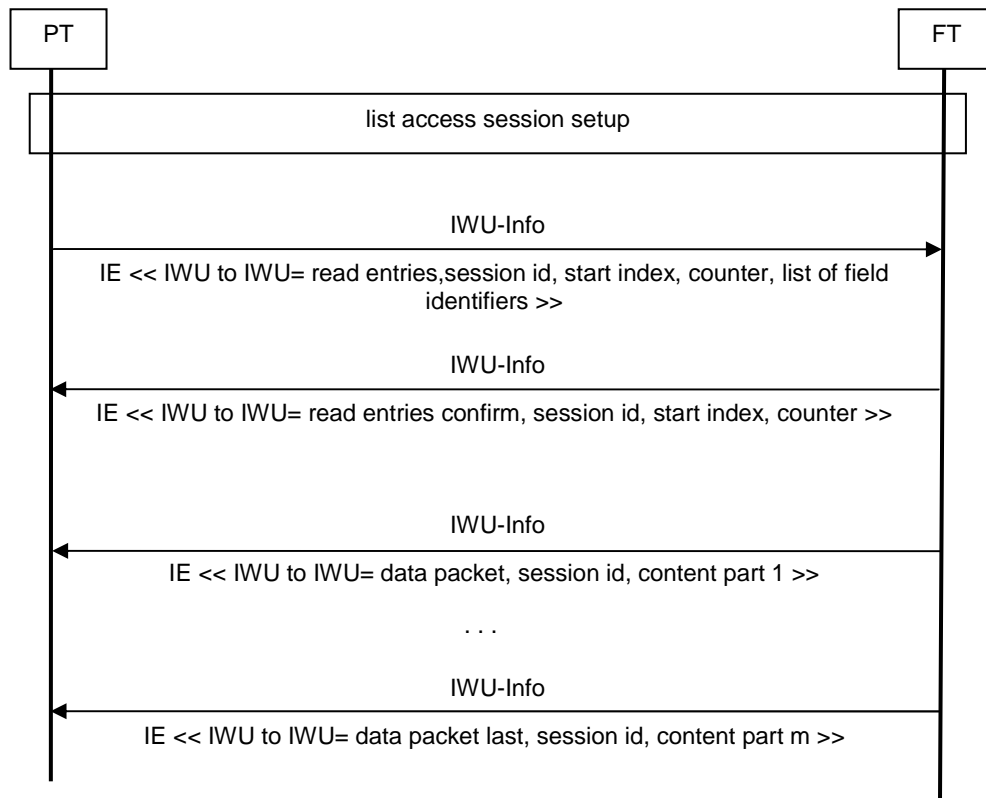 PT
FT
list access session setup
IWU-Info
IE << IWU to IWU= read entries,session id, start index, counter, list of field
identifiers >>
IWU-Info
IE << IWU to IWU= read entries confirm, session id, start index, counter >>
IWU-Info
IE << IWU to IWU= data packet, session id, content part 1 >>
. . .
IWU-Info
IE << IWU to IWU= data packet last, session id, content part m >>